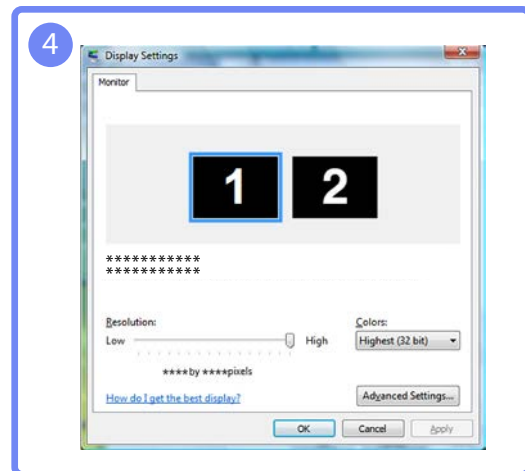 4
Display Settings
Monitor
1 2
***********
***********
Resolution: Colors:
Low High Highest (32 bit)
****by ****pixels
How do I get the best display? Advanced Settings...
OK Cancel Apply